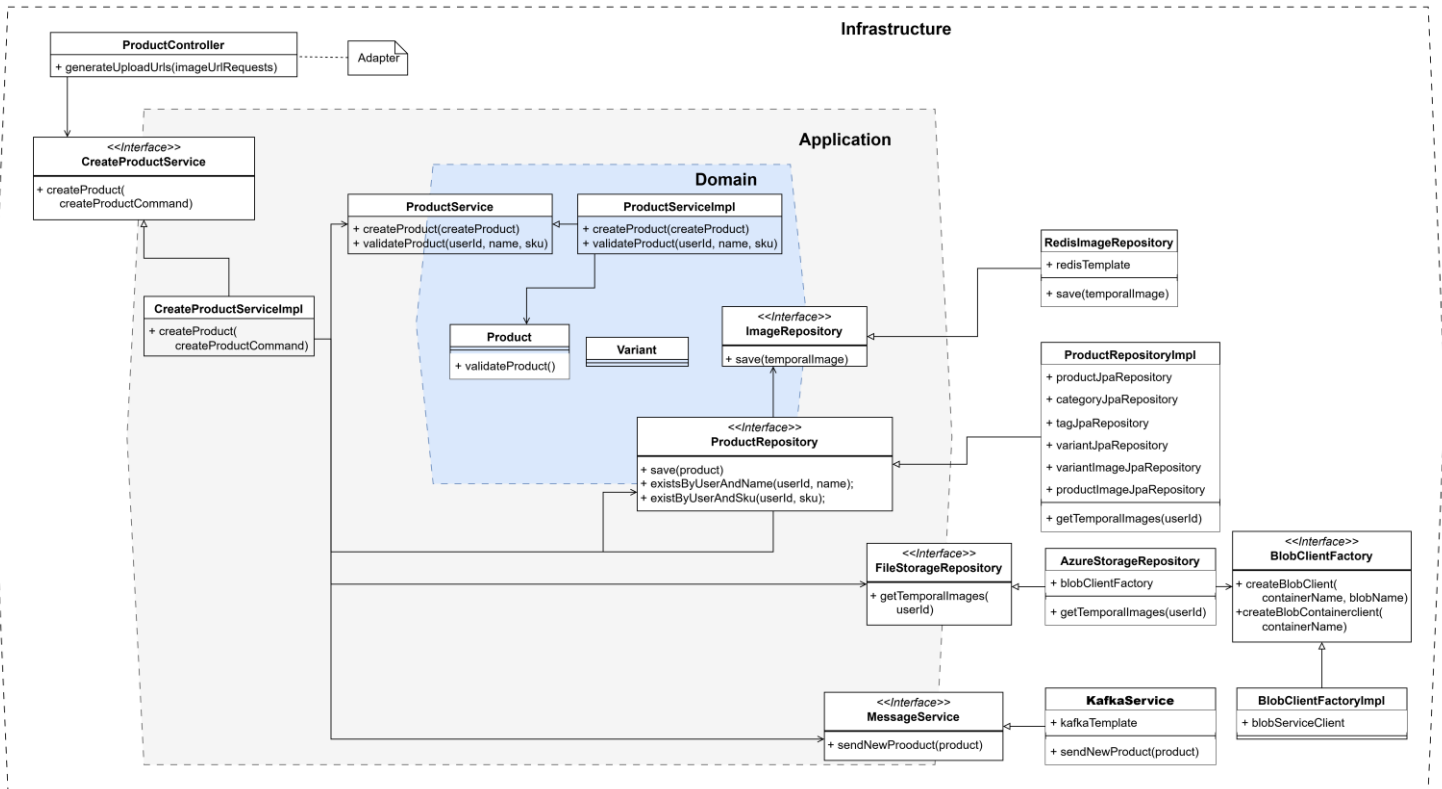 Infrastructure
ProductController
+ generateUploadUrls(imageUrlRequests)
Adapter
Application
<<Interface>>
CreateProductService
+ createProduct(
createProductCommand)
Domain
ProductService
+ createProduct(createProduct)
+ validateProduct(userId, name, sku)
ProductServiceImpl
+ createProduct(createProduct)
+ validateProduct(userId, name, sku)
RedisImageRepository
+ redisTemplate
+ save(temporalImage)
CreateProductServiceImpl
+ createProduct(
createProductCommand)
Product
+ validateProduct()
Variant
<<Interface>>
ImageRepository
+ save(temporalImage)
ProductRepositoryImpl
+ productJpaRepository
+ categoryJpaRepository
+ tagJpaRepository
+ variantJpaRepository
+ variantImageJpaRepository
+ productImageJpaRepository
+ getTemporalImages(userId)
<<Interface>>
ProductRepository
+ save(product)
+ existsByUserAndName(userId, name);
+ existByUserAndSku(userId, sku);
<<Interface>>
FileStorageRepository
+ getTemporalImages(
userId)
AzureStorageRepository
+ blobClientFactory
+ getTemporalImages(userId)
<<Interface>>
BlobClientFactory
+ createBlobClient(
containerName, blobName)
+createBlobContainerclient(
containerName)
<<Interface>>
MessageService
+ sendNewProoduct(product)
KafkaService
+ kafkaTemplate
+ sendNewProduct(product)
BlobClientFactoryImpl
+ blobServiceClient